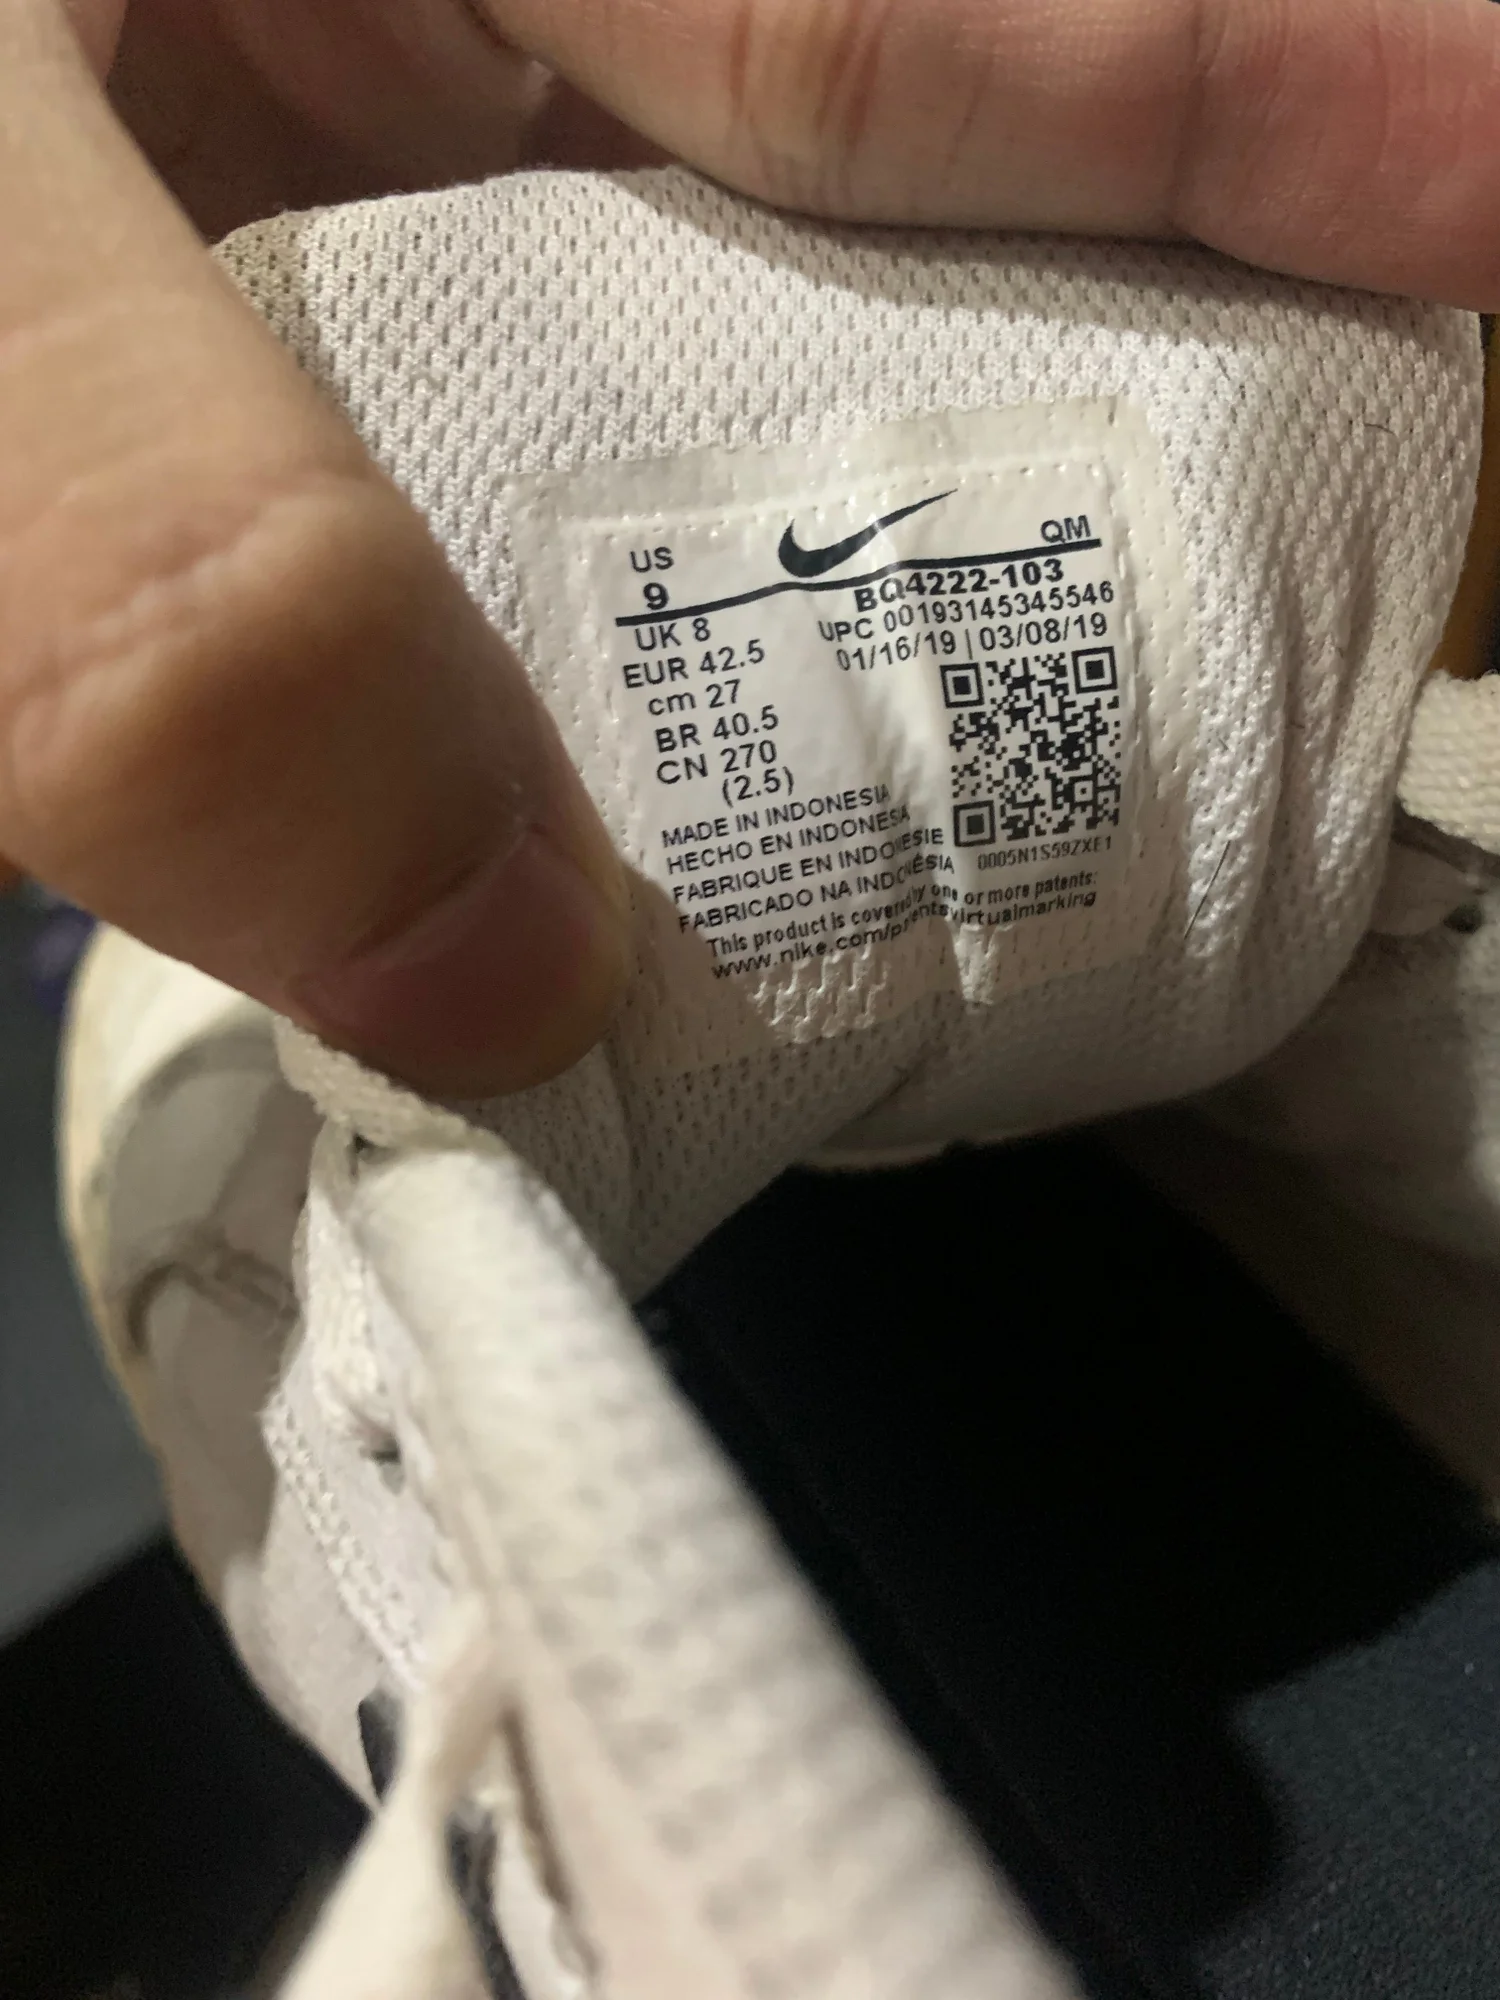 US
9
QM
BQ4222-103
UK 8
UPC 00193145345546
EUR 42.5
01/16/19 | 03/08/19
cm 27
BR 40.5
CN 270
(2.5)
MADE IN INDONESIA
HECHO EN INDONESA
FABRIQUE EN INDONESIE
FABRICADO NA INDONÉSIA
0005N1S59ZXE1
This product is covered by one or more patents:
www.nike.com/patentsvirtualmarking